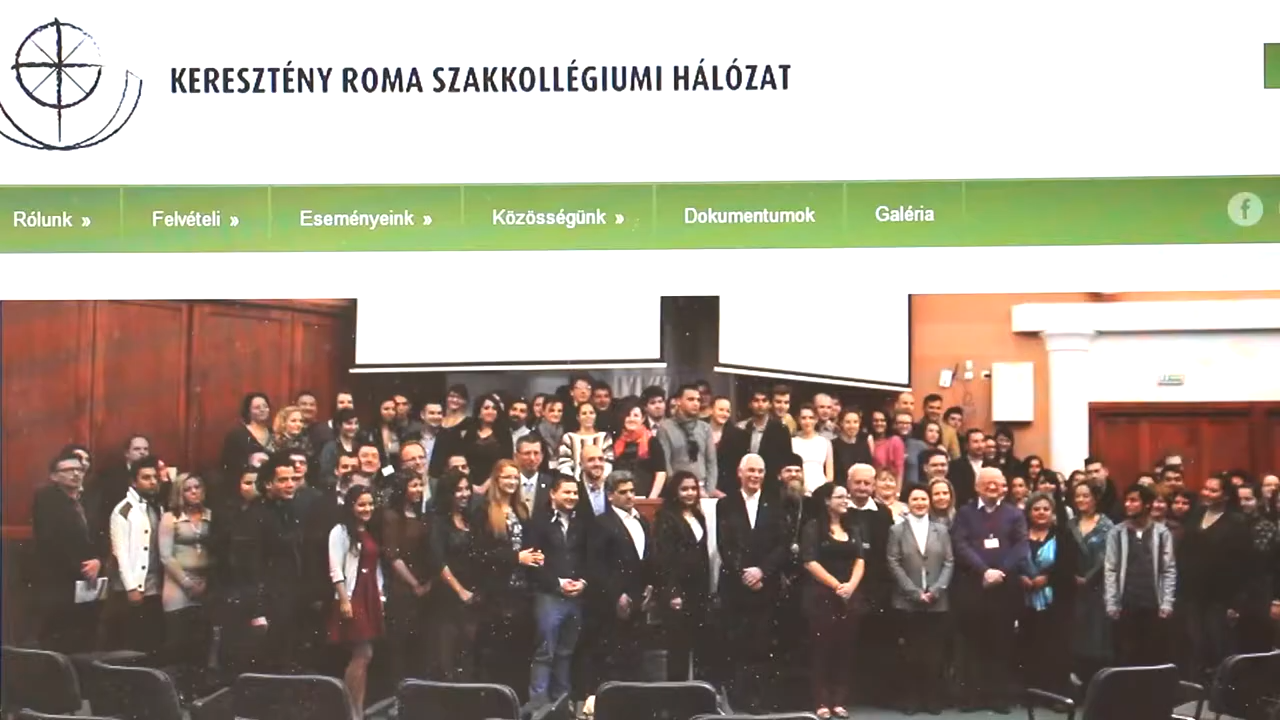 KERESZTÉNY ROMA SZAKKOLLÉGIUMI HÁLÓZAT
Rólunk »
Felvételi »
Eseményeink »
Közösségünk »
Dokumentumok
Galéria
f